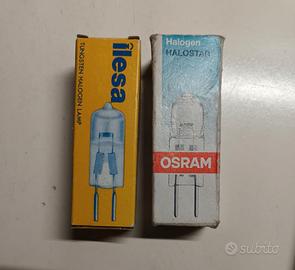 ilesa
TUNGSTEN HALOGEN LAMP
Halogen
HALOSTAR
OSRAM
subito